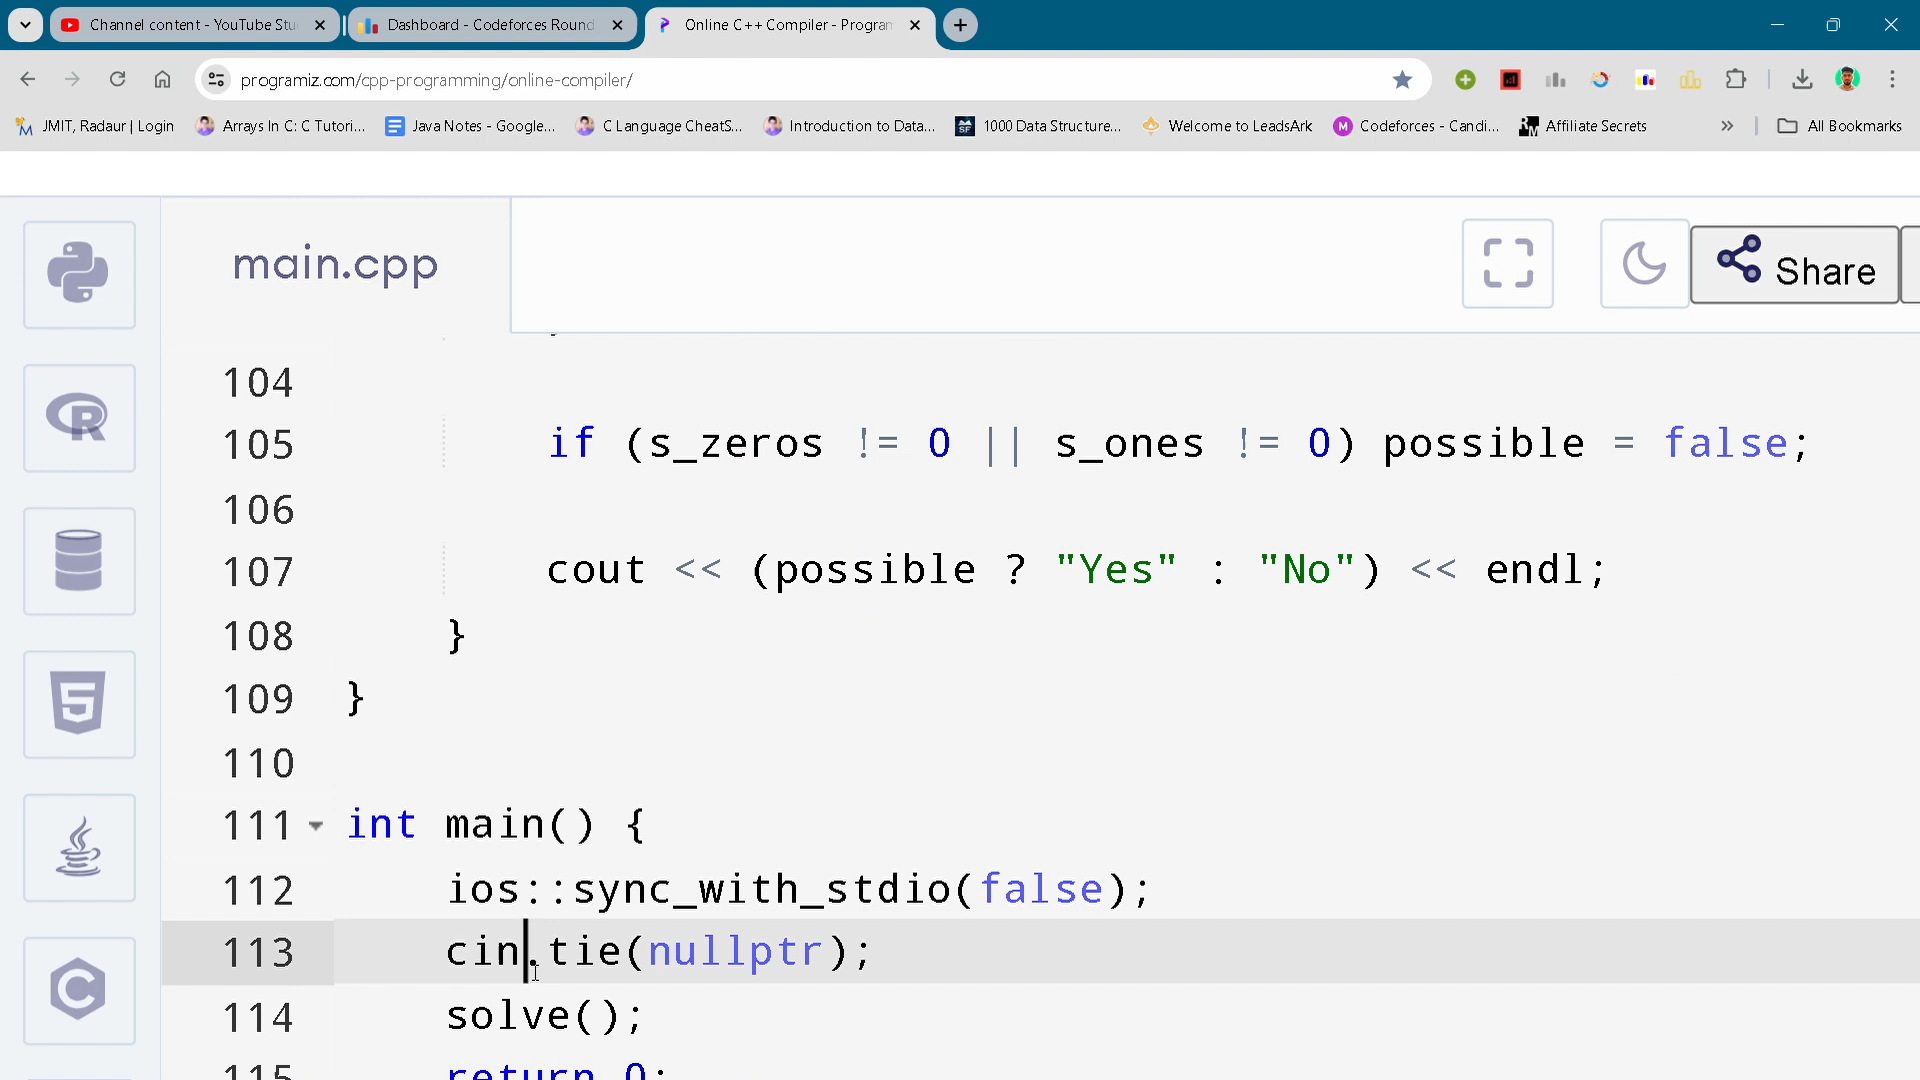 Channel content - YouTube Stu
Dashboard - Codeforces Round
Online C++ Compiler - Program
programiz.com/cpp-programming/online-compiler/
JMIT, Radaur | Login
Arrays In C: C Tutori...
Java Notes - Google...
C Language CheatS...
Introduction to Data...
1000 Data Structure...
Welcome to LeadsArk
Codeforces - Candi...
Affiliate Secrets
All Bookmarks
main.cpp
Share
104
105 if (s_zeros != 0 || s_ones != 0) possible = false;
106
107 cout << (possible ? "Yes" : "No") << endl;
108 }
109 }
110
111 int main() {
112 ios::sync_with_stdio(false);
113 cin.tie(nullptr);
114 solve();
115 return 0;